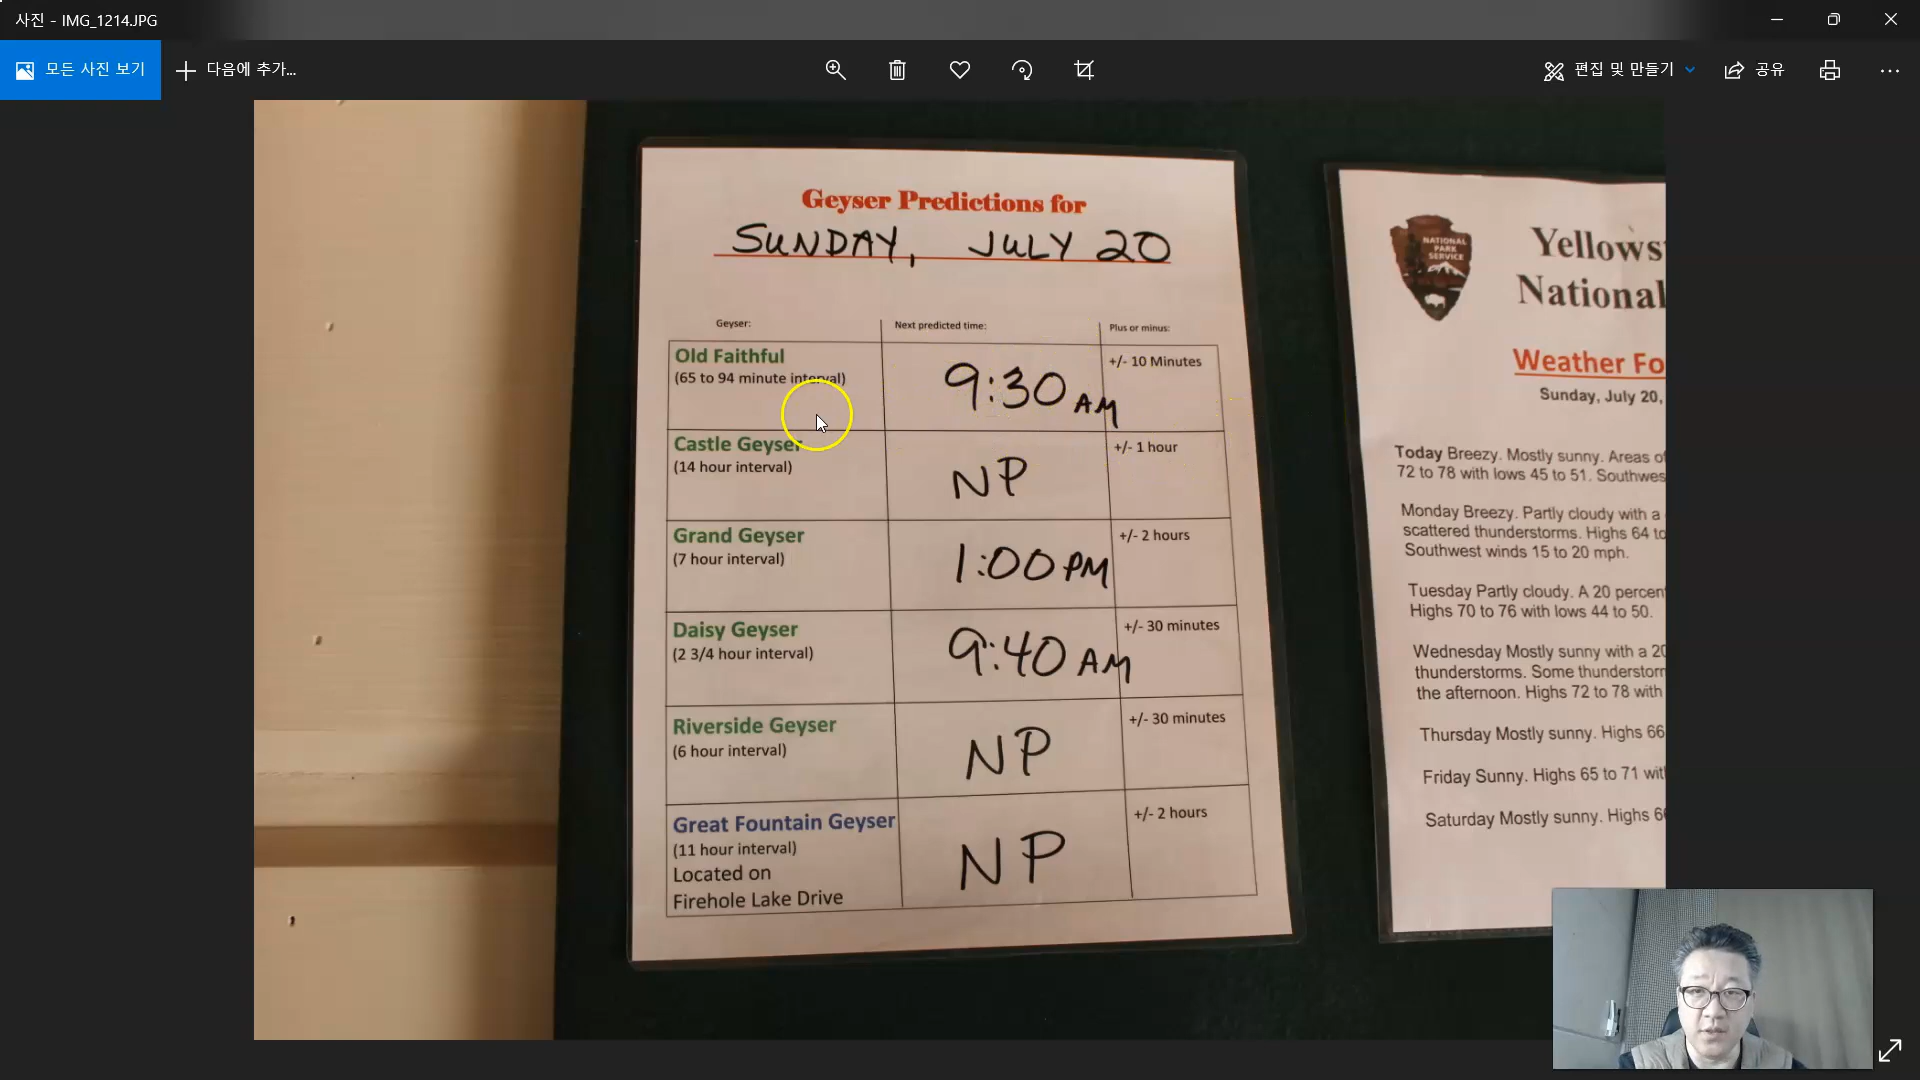 사진 - IMG_1214.JPG
모든 사진 보기
다음에 추가...
편집 및 만들기
공유
Geyser Predictions for
SUNDAY, JULY 20
Geyser: Next predicted time: Plus or minus:
Old Faithful
(65 to 94 minute interval)
9:30 AM
+/- 10 Minutes
Castle Geyser
(14 hour interval)
NP
+/- 1 hour
Grand Geyser
(7 hour interval)
1:00 PM
+/- 2 hours
Daisy Geyser
(2 3/4 hour interval)
9:40 AM
+/- 30 minutes
Riverside Geyser
(6 hour interval)
NP
+/- 30 minutes
Great Fountain Geyser
(11 hour interval)
Located on
Firehole Lake Drive
NP
+/- 2 hours
NATIONAL
PARK
SERVICE
Yellows
National
Weather Fo
Sunday, July 20,
Today Breezy. Mostly sunny. Areas of
72 to 78 with lows 45 to 51. Southwes
Monday Breezy. Partly cloudy with a
scattered thunderstorms. Highs 64 to
Southwest winds 15 to 20 mph.
Tuesday Partly cloudy. A 20 percen
Highs 70 to 76 with lows 44 to 50.
Wednesday Mostly sunny with a 20
thunderstorms. Some thunderstorm
the afternoon. Highs 72 to 78 with
Thursday Mostly sunny. Highs 66
Friday Sunny. Highs 65 to 71 wit
Saturday Mostly sunny. Highs 6